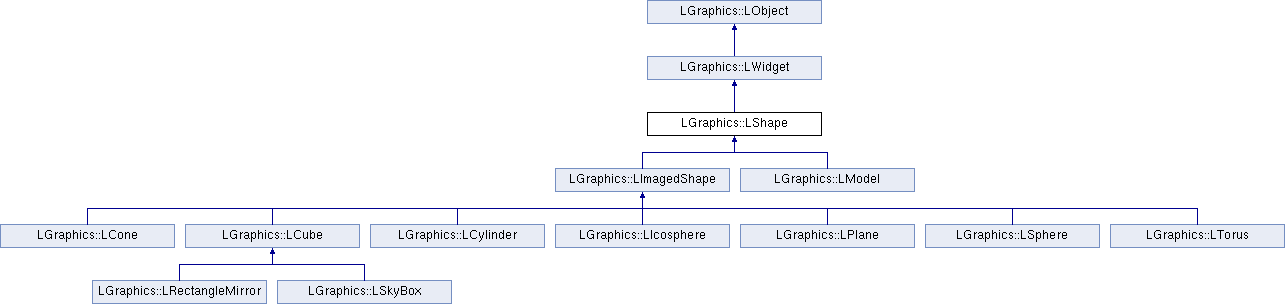 LGraphics::LObject
LGraphics::LWidget
LGraphics::LShape
LGraphics::LImagedShape
LGraphics::LModel
LGraphics::LCone
LGraphics::LCube
LGraphics::LCylinder
LGraphics::LIcosphere
LGraphics::LPlane
LGraphics::LSphere
LGraphics::LTorus
LGraphics::LRectangleMirror
LGraphics::LSkyBox